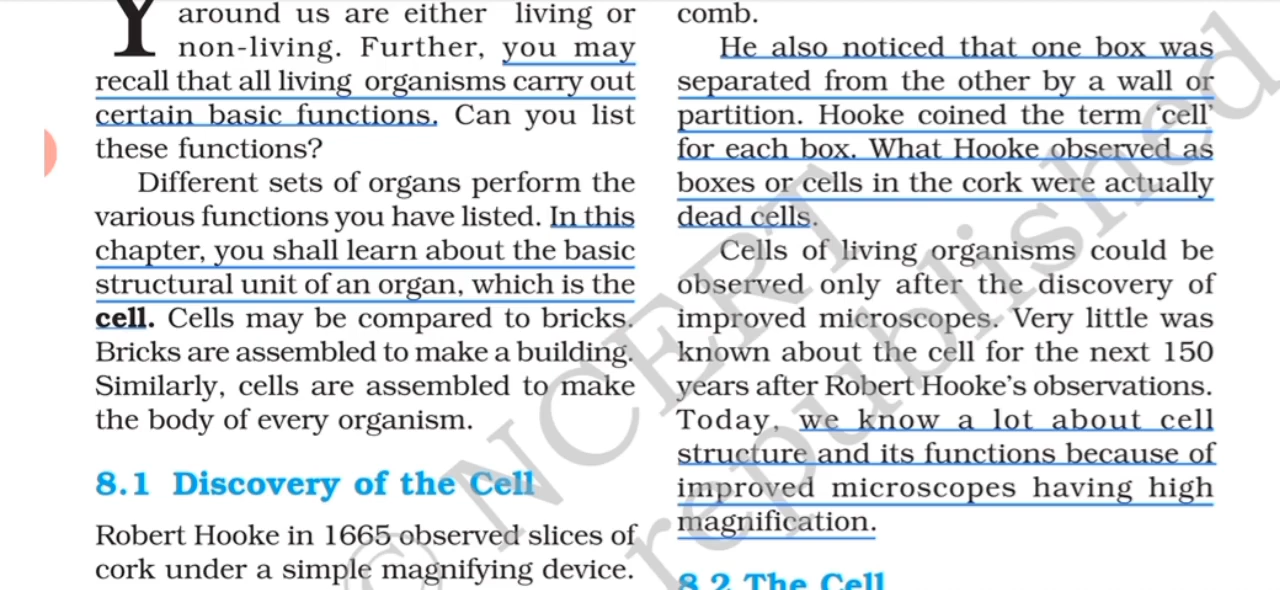 Y
around us are either living or
non-living. Further, you may
recall that all living organisms carry out
certain basic functions. Can you list
these functions?
Different sets of organs perform the
various functions you have listed. In this
chapter, you shall learn about the basic
structural unit of an organ, which is the
cell. Cells may be compared to bricks.
Bricks are assembled to make a building.
Similarly, cells are assembled to make
the body of every organism.
8.1 Discovery of the Cell
Robert Hooke in 1665 observed slices of
cork under a simple magnifying device.
comb.
He also noticed that one box was
separated from the other by a wall or
partition. Hooke coined the term ‘cell’
for each box. What Hooke observed as
boxes or cells in the cork were actually
dead cells.
Cells of living organisms could be
observed only after the discovery of
improved microscopes. Very little was
known about the cell for the next 150
years after Robert Hooke’s observations.
Today, we know a lot about cell
structure and its functions because of
improved microscopes having high
magnification.
8.2 The Cell
© NCERT
republished